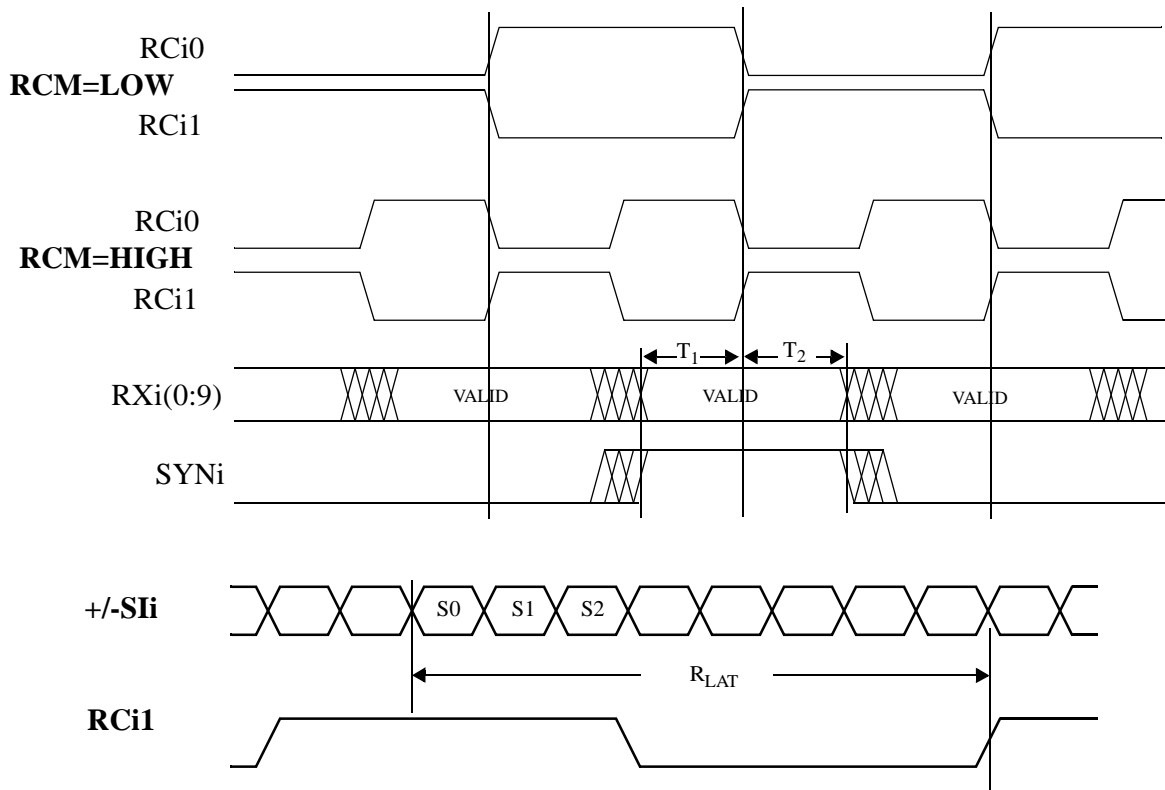 RCi0
RCM=LOW
RCi1
RCi0
RCM=HIGH
RCi1
T1 T2
RXi(0:9) VALID VALID VALID
SYNi
+/-SIi S0 S1 S2
RLAT
RCi1